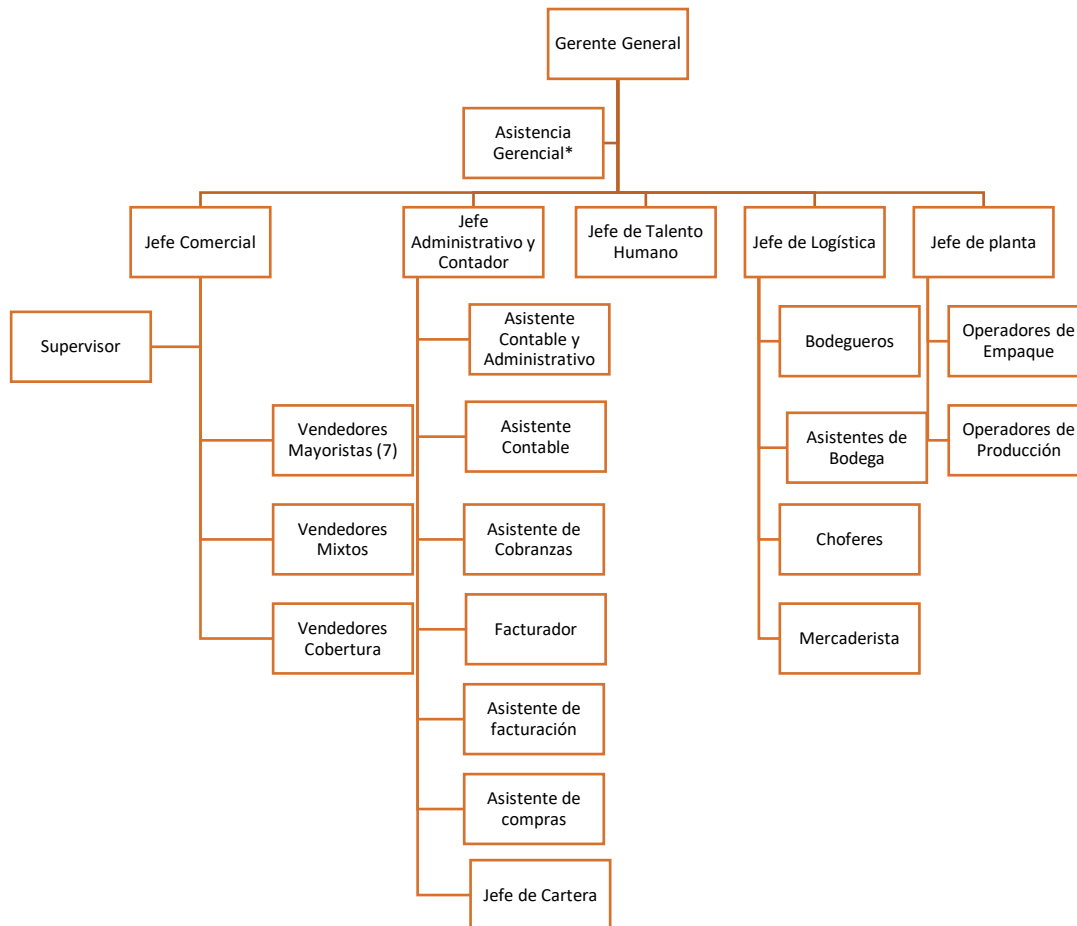 Gerente General
Asistencia
Gerencial*
Jefe Comercial
Jefe
Administrativo y
Contador
Jefe de Talento
Humano
Jefe de Logística
Jefe de planta
Supervisor
Vendedores
Mayoristas (7)
Vendedores
Mixtos
Vendedores
Cobertura
Asistente
Contable y
Administrativo
Asistente
Contable
Asistente de
Cobranzas
Facturador
Asistente de
facturación
Asistente de
compras
Jefe de Cartera
Bodegueros
Asistentes de
Bodega
Choferes
Mercaderista
Operadores de
Empaque
Operadores de
Producción